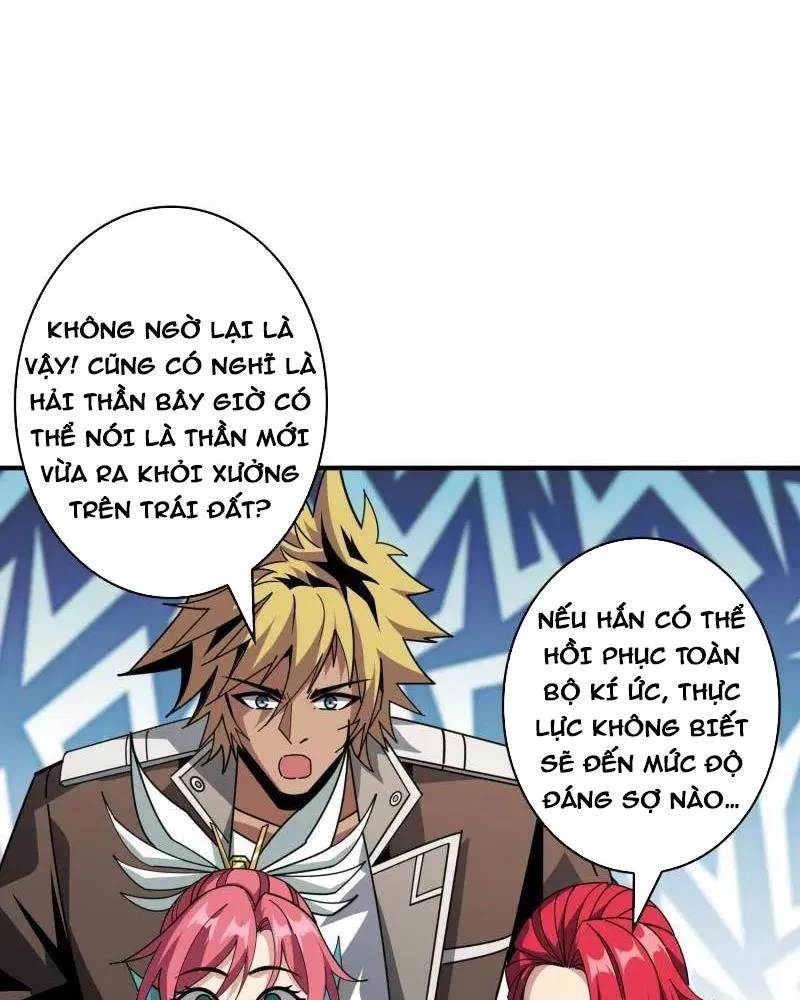 KHÔNG NGỜ LẠI LÀ
VẬY! CŨNG CÓ NGHĨ LÀ
HẢI THẦN BÂY GIỜ CÓ
THỂ NÓI LÀ THẦN MỚI
VỪA RA KHỎI XƯỞNG
TRÊN TRÁI ĐẤT?
NẾU HẮN CÓ THỂ
HỒI PHỤC TOÀN
BỘ KÍ ỨC, THỰC
LỰC KHÔNG BIẾT
SẼ ĐẾN MỨC ĐỘ
ĐÁNG SỢ NÀO...